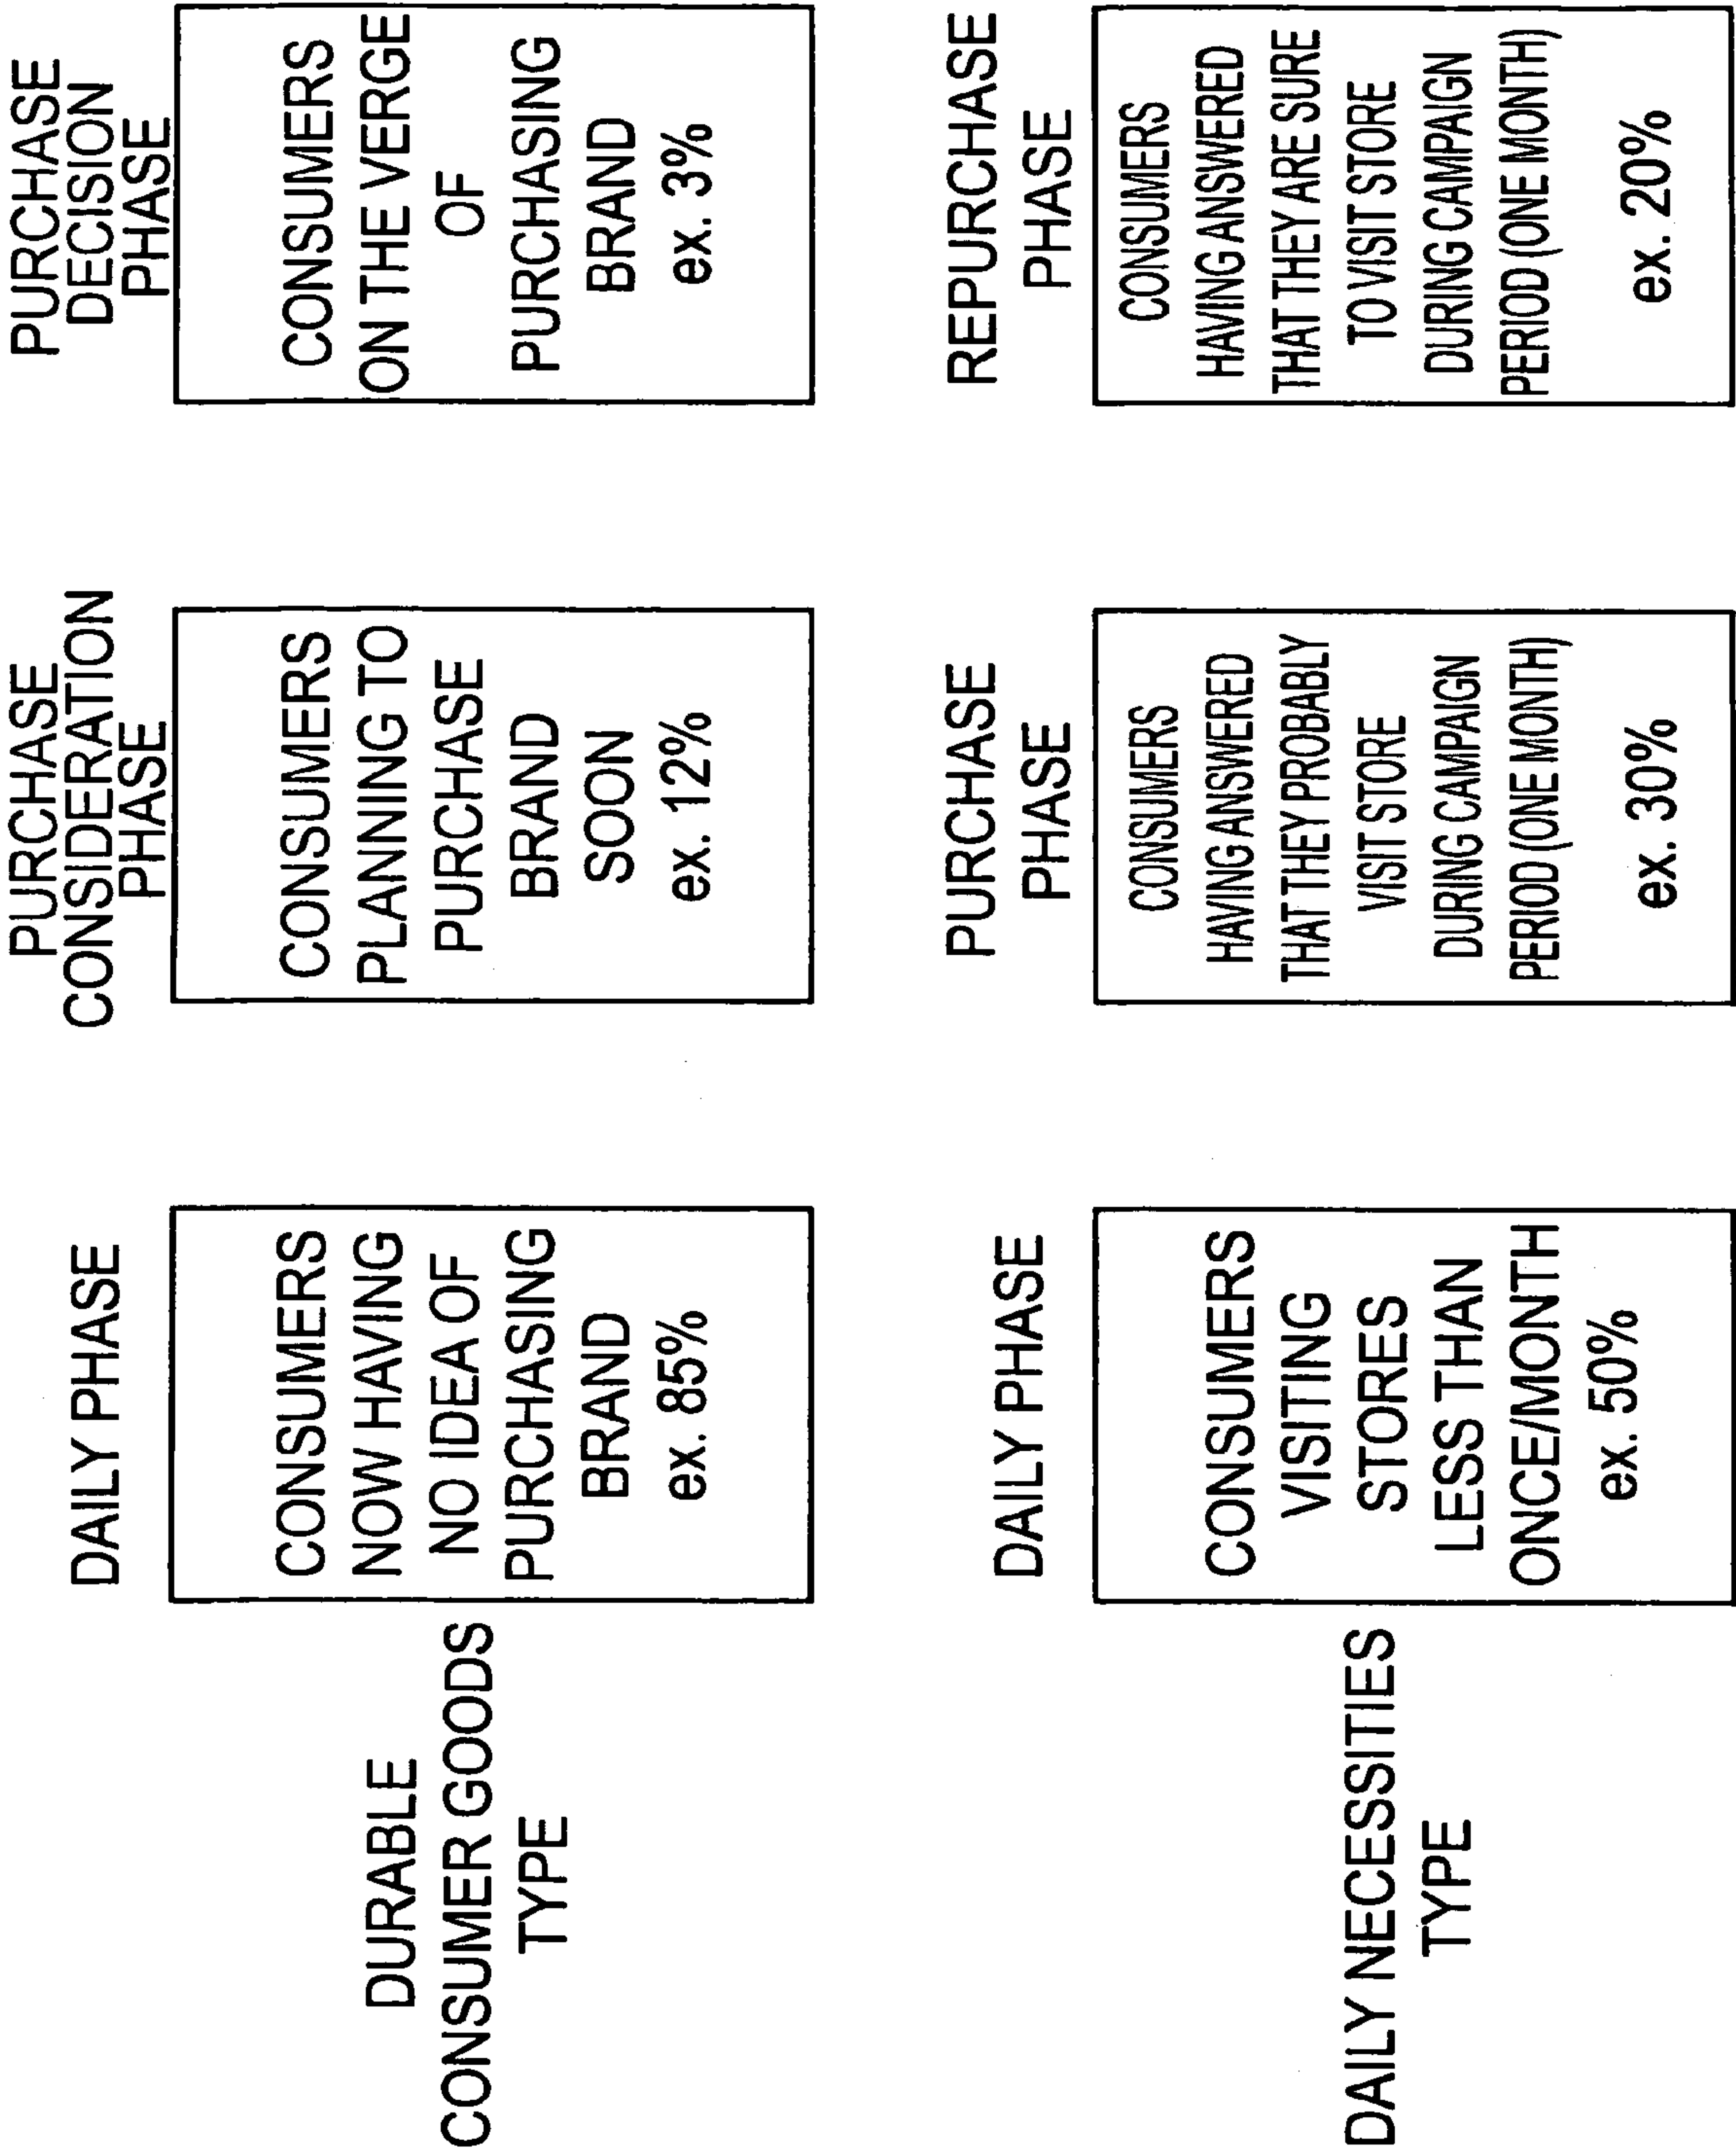 DURABLE
CONSUMER GOODS
TYPE
DAILY PHASE
CONSUMERS
NOW HAVING
NO IDEA OF
PURCHASING
BRAND
ex. 85%
PURCHASE
CONSIDERATION
PHASE
CONSUMERS
PLANNING TO
PURCHASE
BRAND
SOON
ex. 12%
PURCHASE
DECISION
PHASE
CONSUMERS
ON THE VERGE
OF
PURCHASING
BRAND
ex. 3%
DAILY NECESSITIES
TYPE
DAILY PHASE
CONSUMERS
VISITING
STORES
LESS THAN
ONCE/MONTH
ex. 50%
PURCHASE
PHASE
CONSUMERS
HAVING ANSWERED
THAT THEY PROBABLY
VISIT STORE
DURING CAMPAIGN
PERIOD (ONE MONTH)
ex. 30%
REPURCHASE
PHASE
CONSUMERS
HAVING ANSWERED
THAT THEY ARE SURE
TO VISIT STORE
DURING CAMPAIGN
PERIOD (ONE MONTH)
ex. 20%